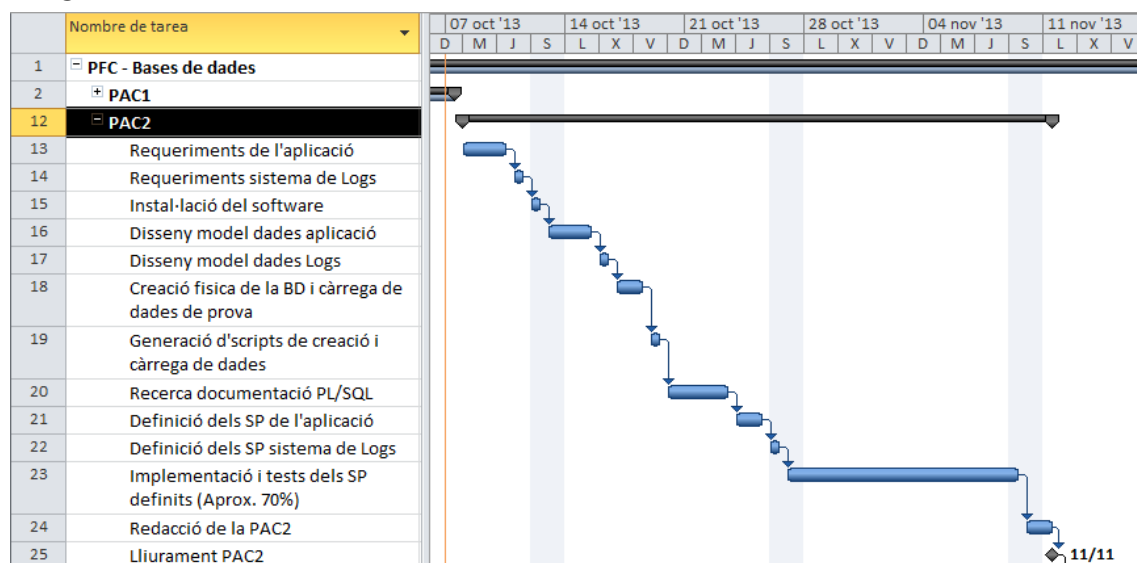 Nombre de tarea
07 oct '13 14 oct '13 21 oct '13 28 oct '13 04 nov '13 11 nov '13
D M J S L X V D M J S L X V D M J S L X V
1 PFC - Bases de dades
2 PAC1
12 PAC2
13 Requeriments de l'aplicació
14 Requeriments sistema de Logs
15 Instal·lació del software
16 Disseny model dades aplicació
17 Disseny model dades Logs
18 Creació fisica de la BD i càrrega de
dades de prova
19 Generació d'scripts de creació i
càrrega de dades
20 Recerca documentació PL/SQL
21 Definició dels SP de l'aplicació
22 Definició dels SP sistema de Logs
23 Implementació i tests dels SP
definits (Aprox. 70%)
24 Redacció de la PAC2
25 Lliurament PAC2 11/11